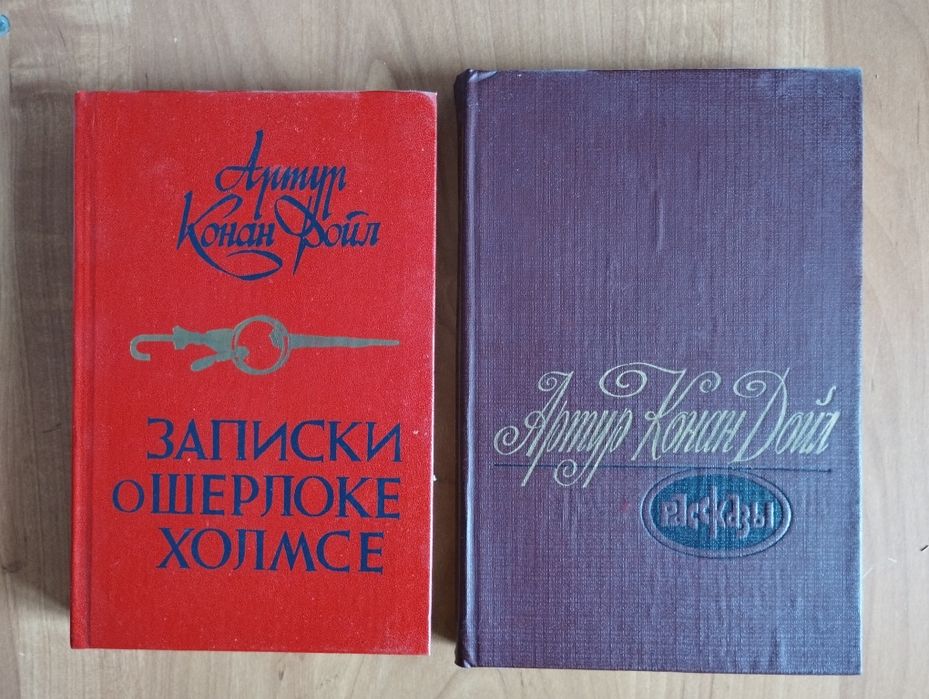 Артур
Конан Дойл
ЗАПИСКИ
О ШЕРЛОКЕ
ХОЛМСЕ
Артур Конан Дойл
рассказы